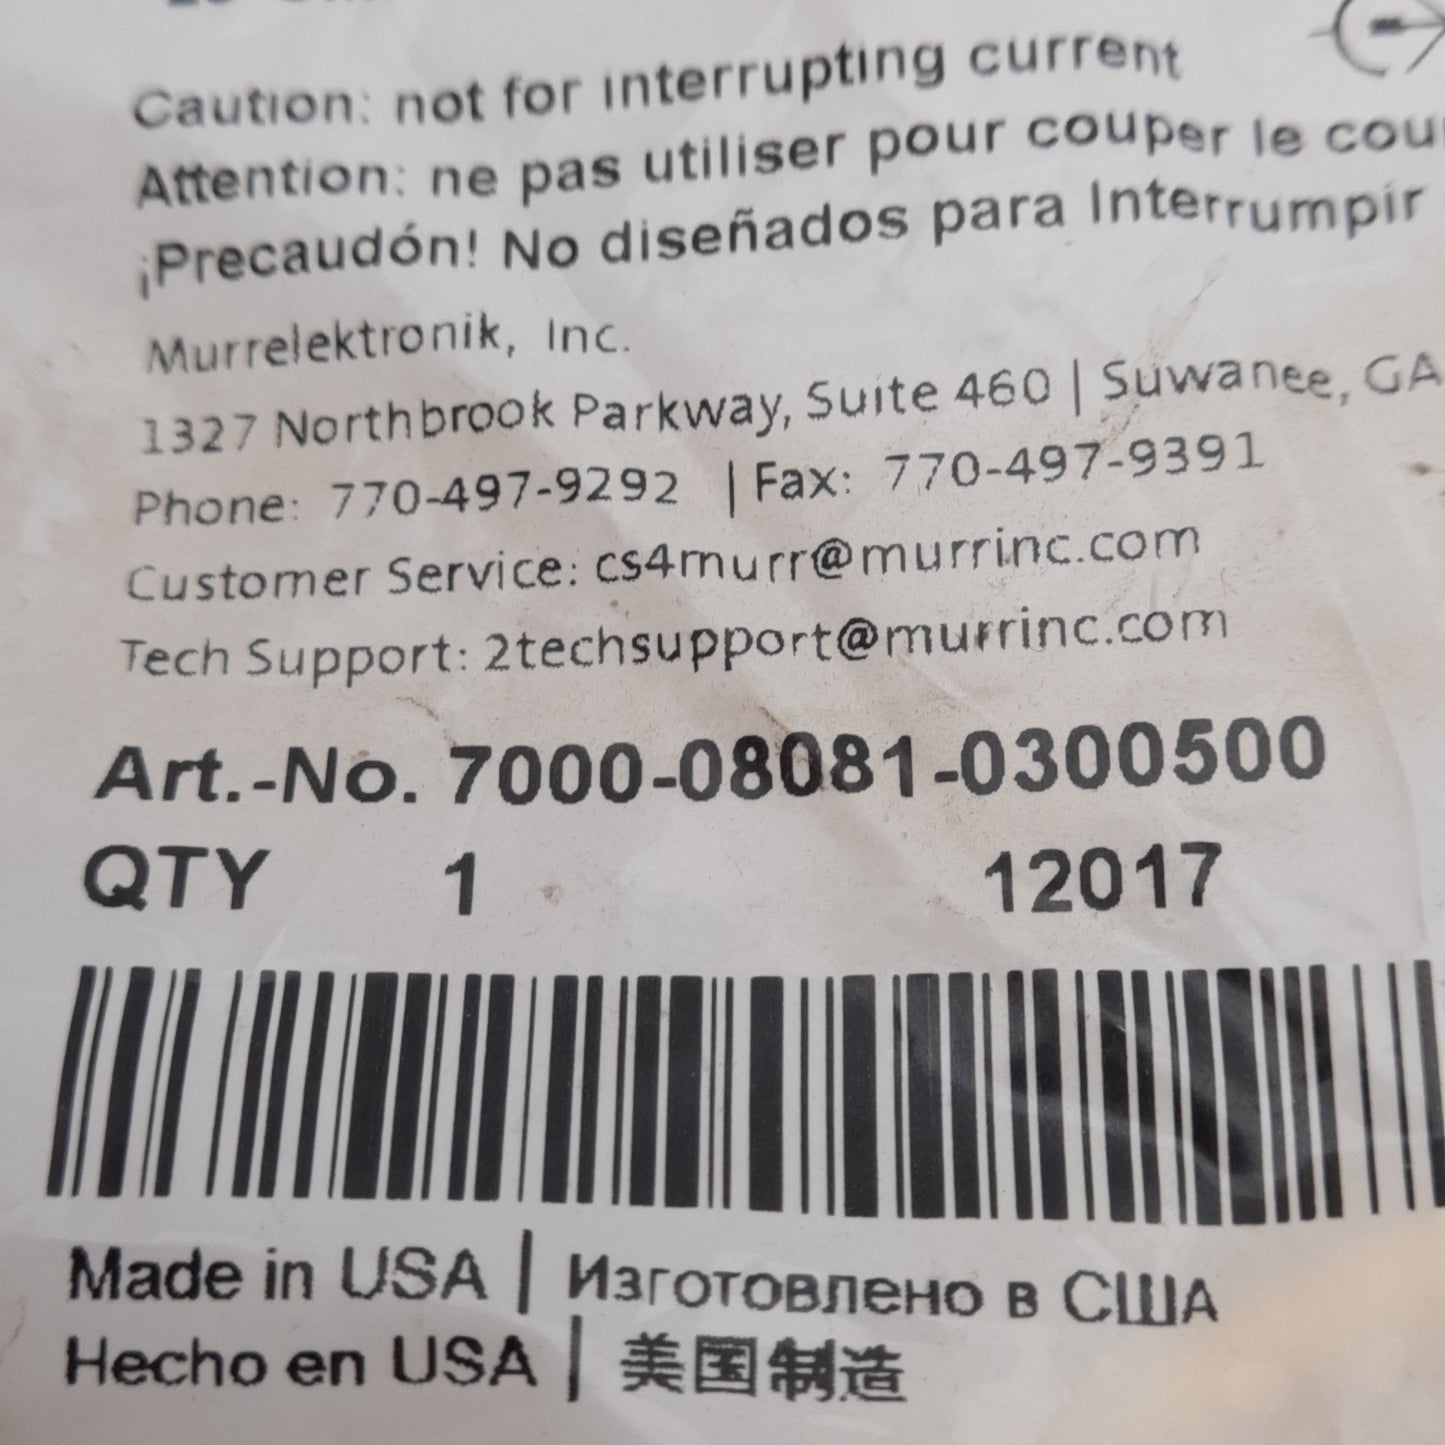 Caution: not for interrupting current
Attention: ne pas utiliser pour couper le
¡Precaudón! No diseñados para Interrumpir
Murrelektronik, Inc.
1327 Northbrook Parkway, Suite 460 | Suwanee, GA
Phone: 770-497-9292 | Fax: 770-497-9391
Customer Service: cs4murr@murrinc.com
Tech Support: 2techsupport@murrinc.com
Art.-No. 7000-08081-0300500
QTY 1 12017
Made in USA | Изготовлено в США
Hecho en USA | 美国制造